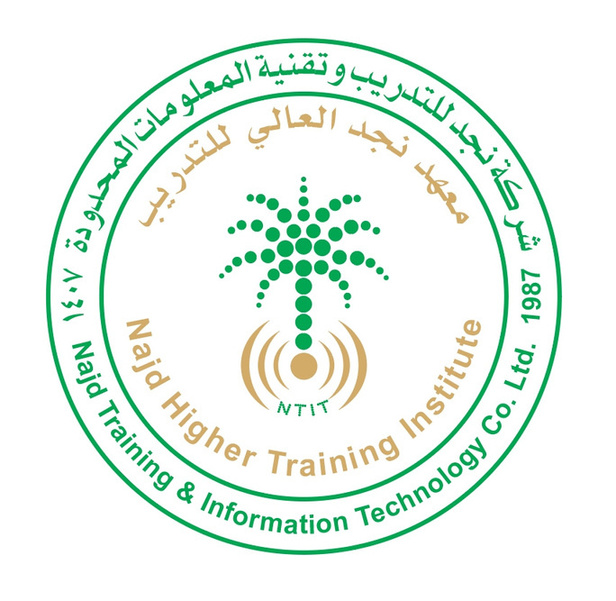 شركة نجد للتدريب وتقنية المعلومات المحدودة ١٤٠٧
معهد نجد العالي للتدريب
NTIT
Najd Higher Training Institute
Najd Training & Information Technology Co. Ltd. 1987